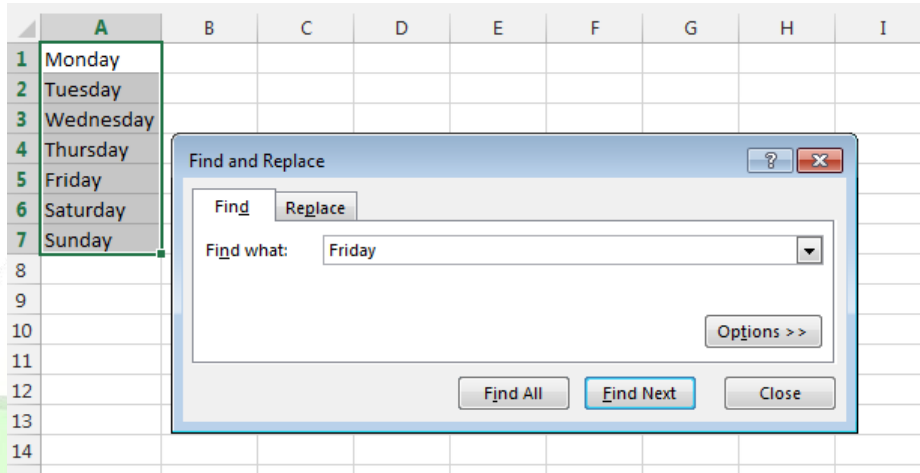 A B C D E F G H I
1 Monday
2 Tuesday
3 Wednesday
4 Thursday
5 Friday
6 Saturday
7 Sunday
8
9
10
11
12
13
14
Find and Replace
?
Find Replace
Find what: Friday
Options >>
Find All Find Next Close